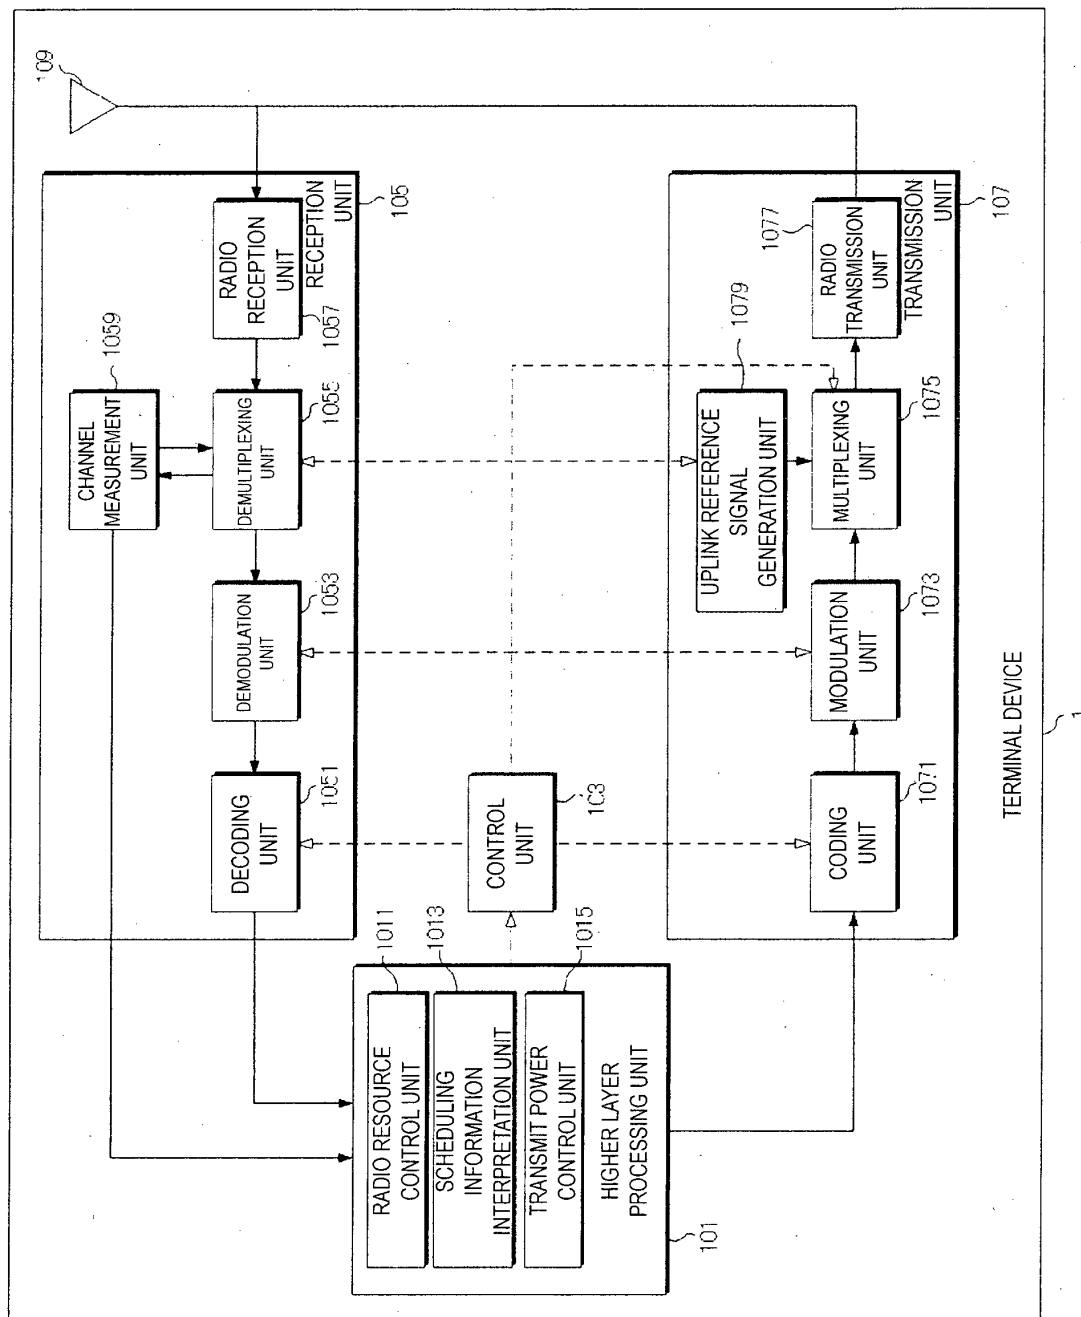 109
RADIO
RECEPTION
UNIT
1057
RECEPTION
UNIT
105
CHANNEL
MEASUREMENT
UNIT
1059
DEMULTIPLEXING
UNIT
1055
DEMODULATION
UNIT
1053
DECODING
UNIT
1051
RADIO RESOURCE
CONTROL UNIT
1011
SCHEDULING
INFORMATION
INTERPRETATION UNIT
1013
TRANSMIT POWER
CONTROL UNIT
1015
HIGHER LAYER
PROCESSING UNIT
101
CONTROL
UNIT
103
CODING
UNIT
1071
MODULATION
UNIT
1073
UPLINK REFERENCE
SIGNAL
GENERATION UNIT
1079
MULTIPLEXING
UNIT
1075
RADIO
TRANSMISSION
UNIT
1077
TRANSMISSION
UNIT
107
TERMINAL DEVICE
1